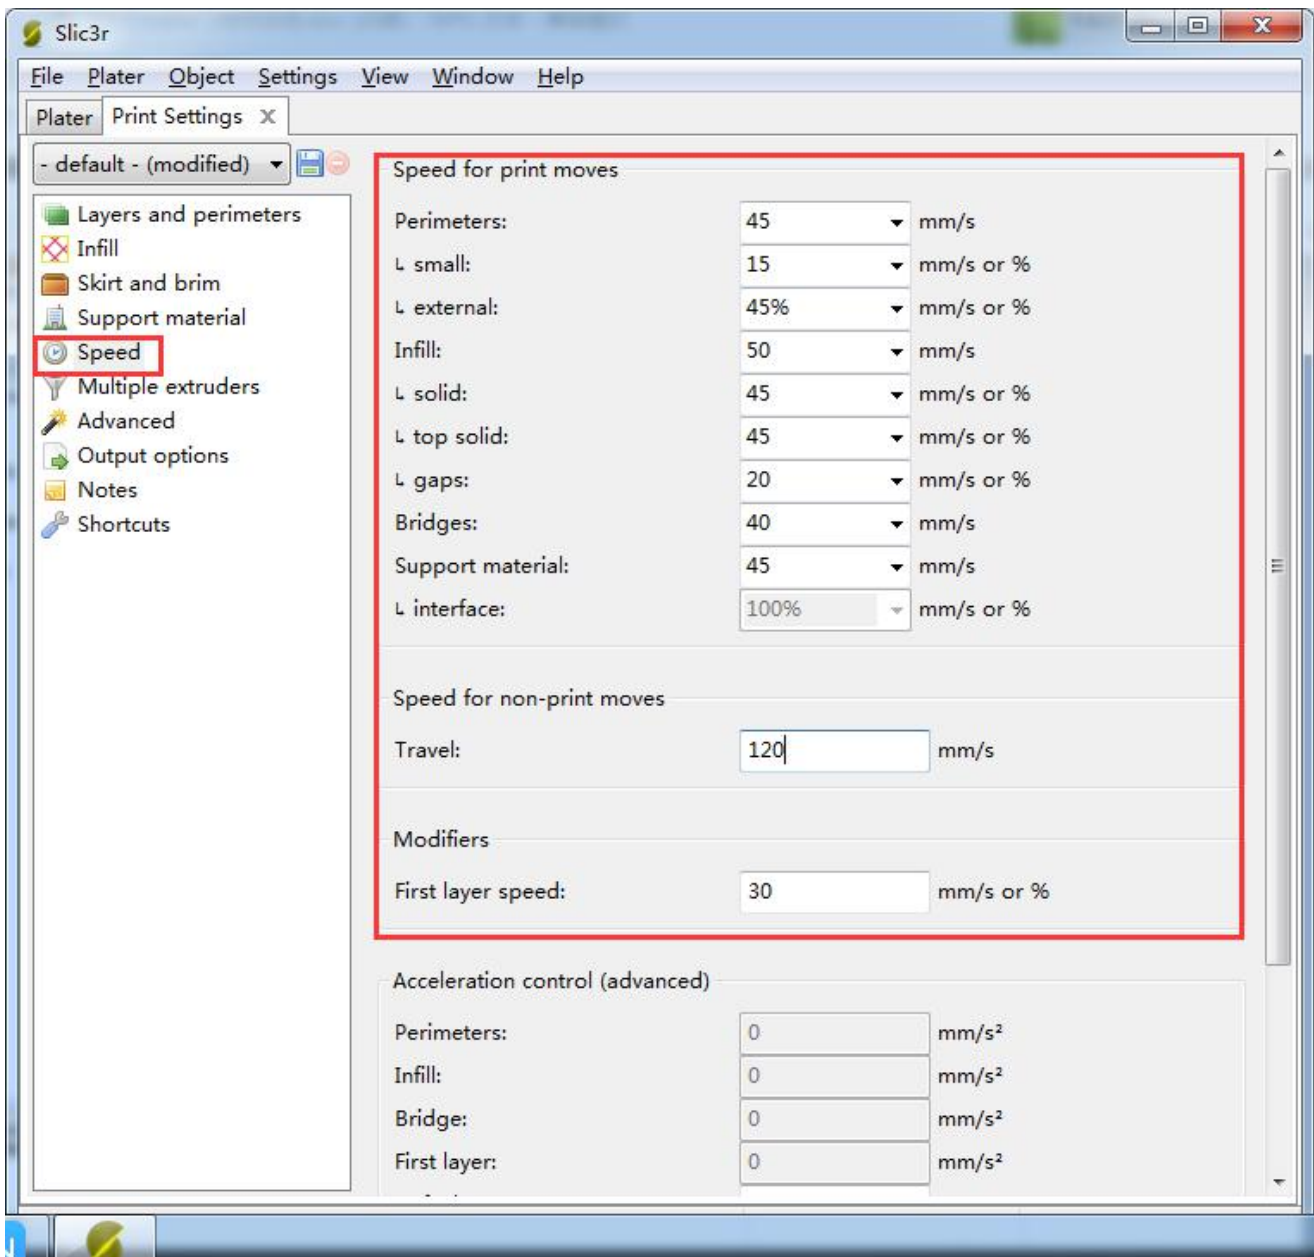 Slic3r
File Plater Object Settings View Window Help
Plater Print Settings X
- default - (modified)
Layers and perimeters
Infill
Skirt and brim
Support material
Speed
Multiple extruders
Advanced
Output options
Notes
Shortcuts
Speed for print moves
Perimeters: 45 mm/s
↳ small: 15 mm/s or %
↳ external: 45% mm/s or %
Infill: 50 mm/s
↳ solid: 45 mm/s or %
↳ top solid: 45 mm/s or %
↳ gaps: 20 mm/s or %
Bridges: 40 mm/s
Support material: 45 mm/s
↳ interface: 100% mm/s or %
Speed for non-print moves
Travel: 120 mm/s
Modifiers
First layer speed: 30 mm/s or %
Acceleration control (advanced)
Perimeters: 0 mm/s²
Infill: 0 mm/s²
Bridge: 0 mm/s²
First layer: 0 mm/s²